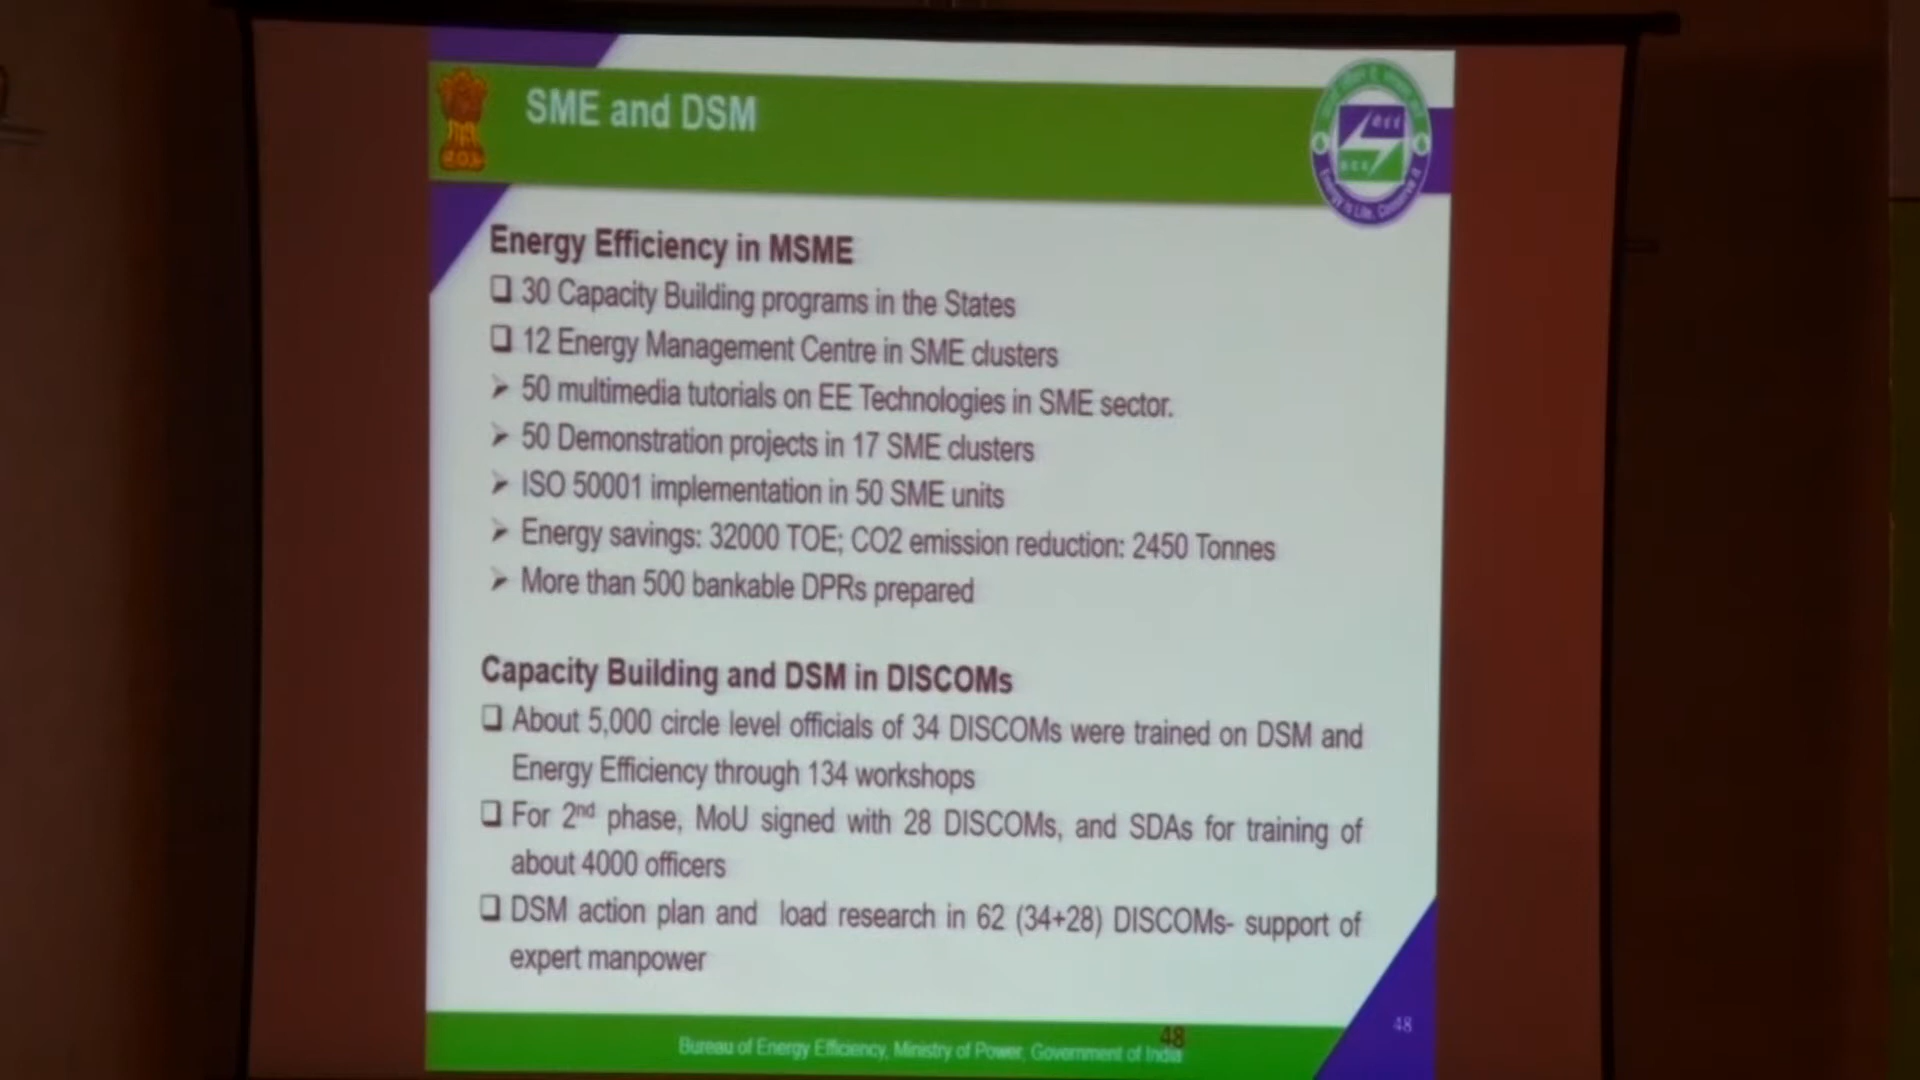 SME and DSM
BEE
Energy is Life, Conserve it
Energy Efficiency in MSME
❑ 30 Capacity Building programs in the States
❑ 12 Energy Management Centre in SME clusters
➢ 50 multimedia tutorials on EE Technologies in SME sector.
➢ 50 Demonstration projects in 17 SME clusters
➢ ISO 50001 implementation in 50 SME units
➢ Energy savings: 32000 TOE; CO2 emission reduction: 2450 Tonnes
➢ More than 500 bankable DPRs prepared
Capacity Building and DSM in DISCOMs
❑ About 5,000 circle level officials of 34 DISCOMs were trained on DSM and
Energy Efficiency through 134 workshops
❑ For 2nd phase, MoU signed with 28 DISCOMs, and SDAs for training of
about 4000 officers
❑ DSM action plan and load research in 62 (34+28) DISCOMs- support of
expert manpower
48
48
Bureau of Energy Efficiency, Ministry of Power, Government of India